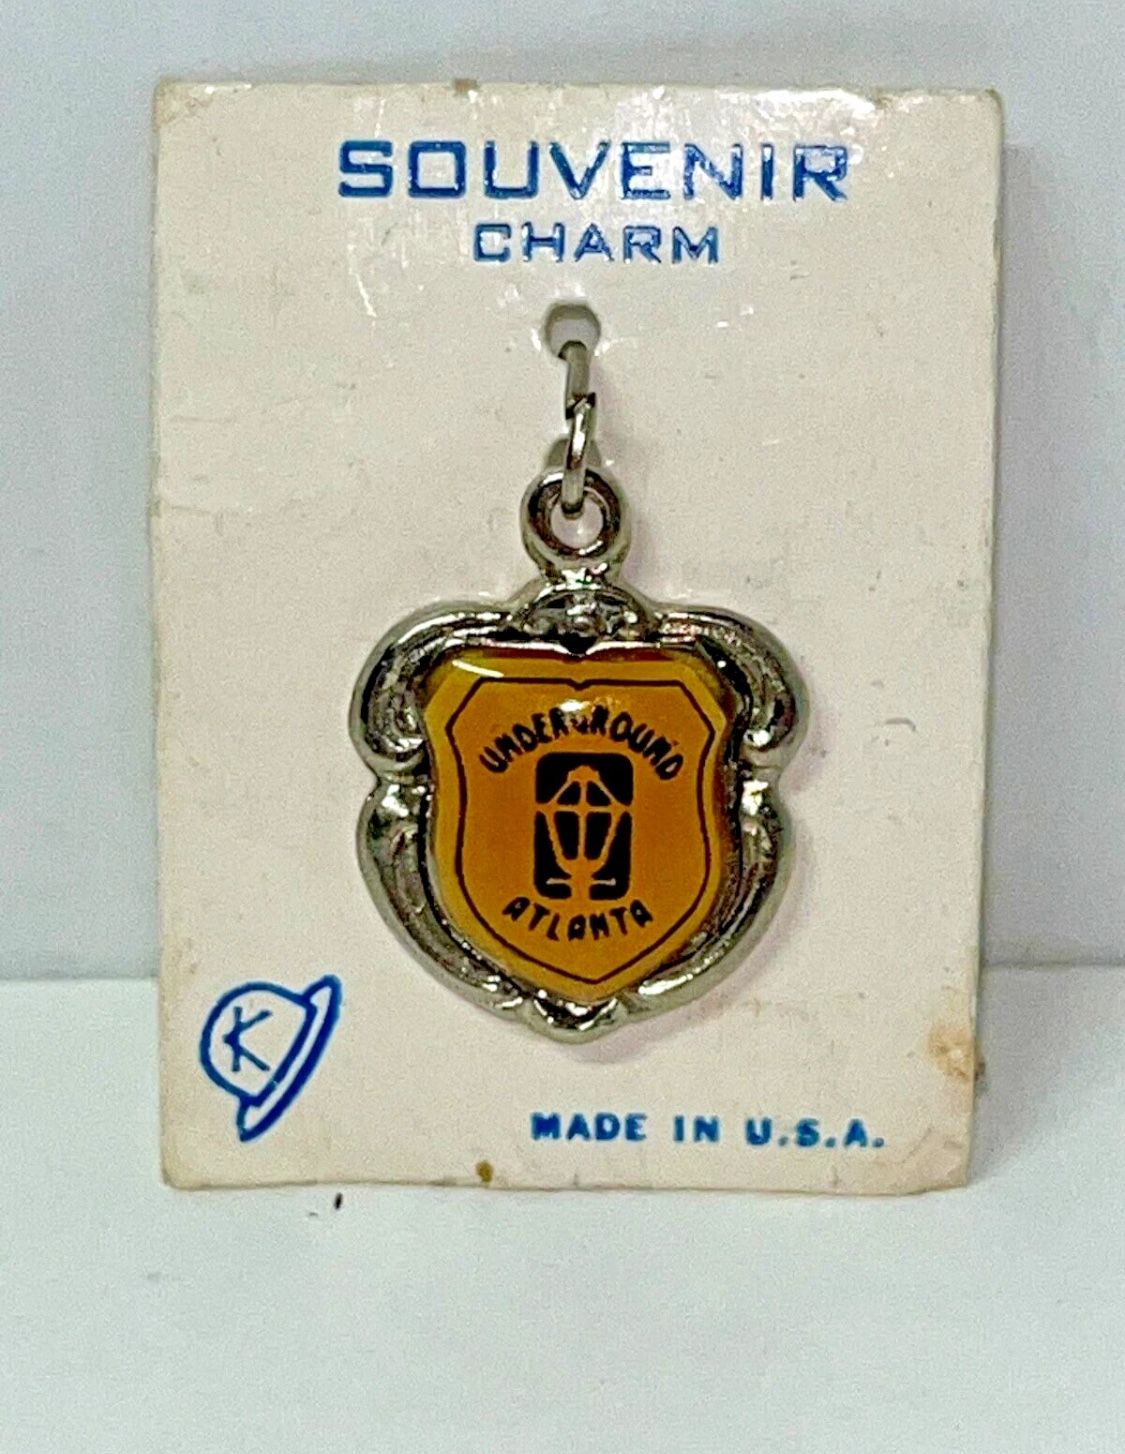 SOUVENIR
CHARM
UNDERGROUND
ATLANTA
K
MADE IN U.S.A.